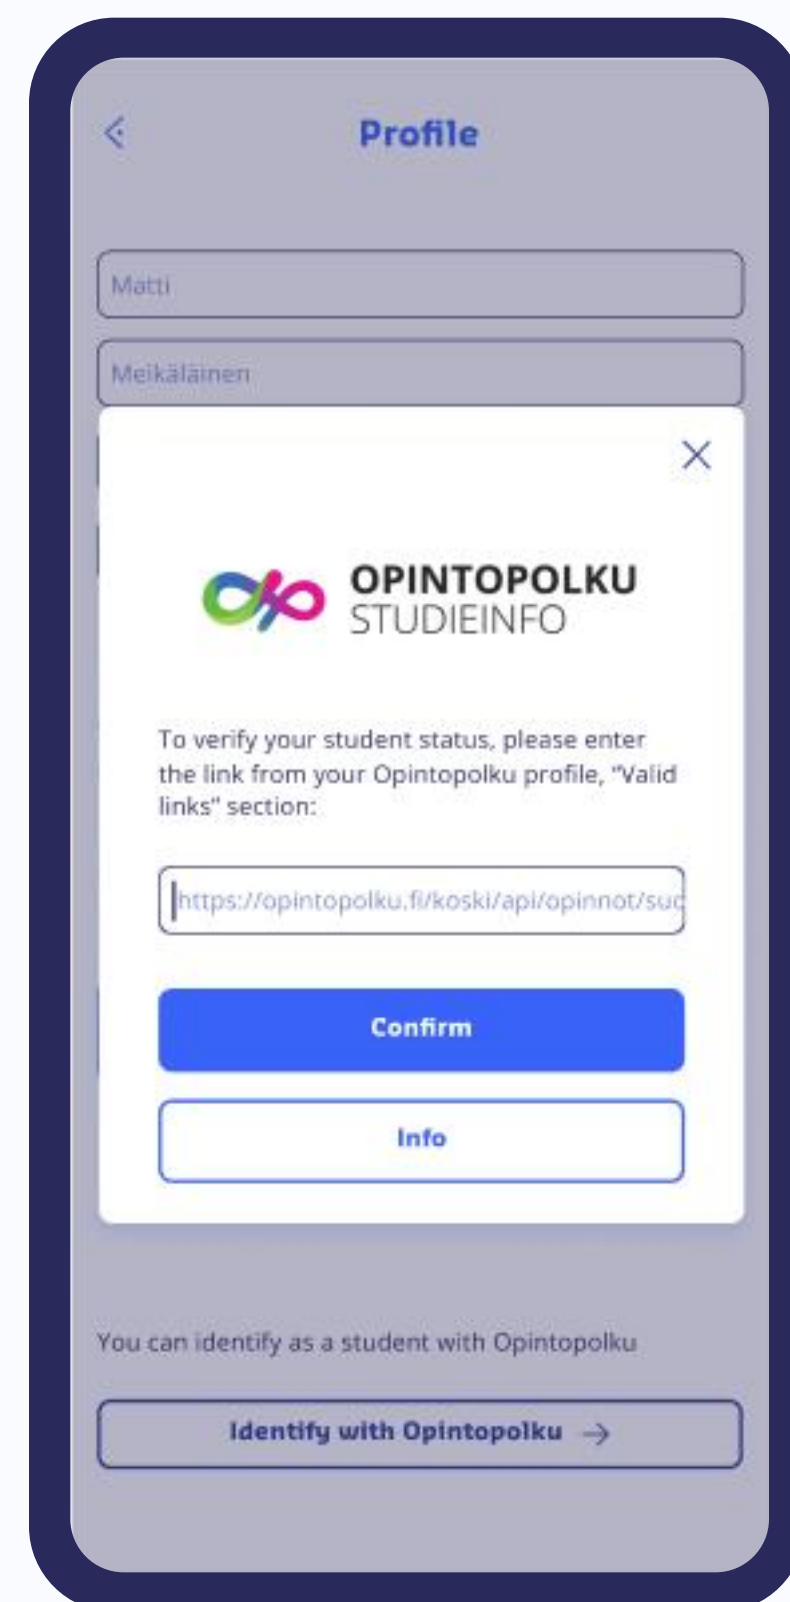 Profile
Matti
Meikäläinen
OPINTOPOLKU
STUDIEINFO
To verify your student status, please enter
the link from your Opintopolku profile, “Valid
links” section:
https://opintopolku.fi/koski/api/opinnot/suo
Confirm
Info
You can identify as a student with Opintopolku
Identify with Opintopolku →